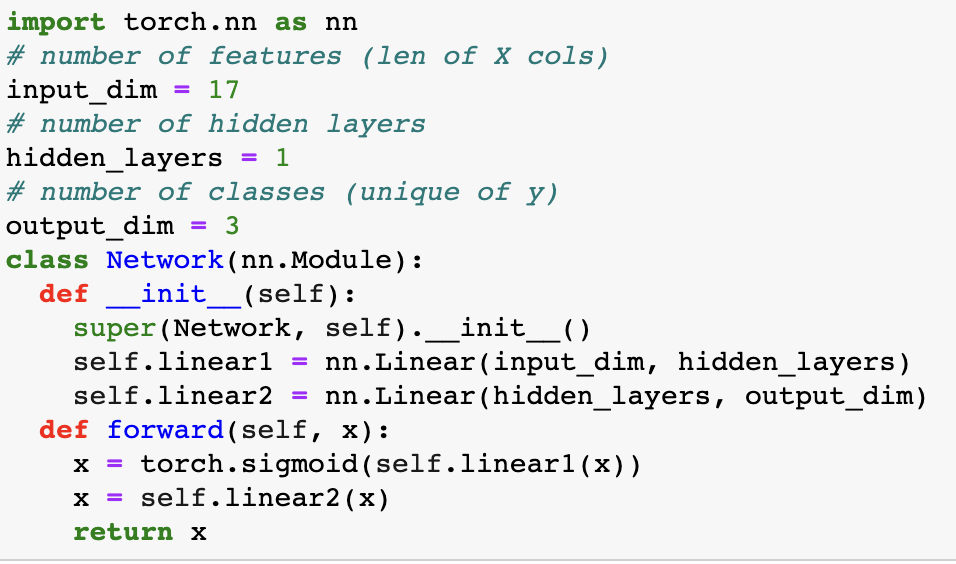 import torch.nn as nn
# number of features (len of X cols)
input_dim = 17
# number of hidden layers
hidden_layers = 1
# number of classes (unique of y)
output_dim = 3
class Network(nn.Module):
  def __init__(self):
    super(Network, self).__init__()
    self.linear1 = nn.Linear(input_dim, hidden_layers)
    self.linear2 = nn.Linear(hidden_layers, output_dim)
  def forward(self, x):
    x = torch.sigmoid(self.linear1(x))
    x = self.linear2(x)
    return x